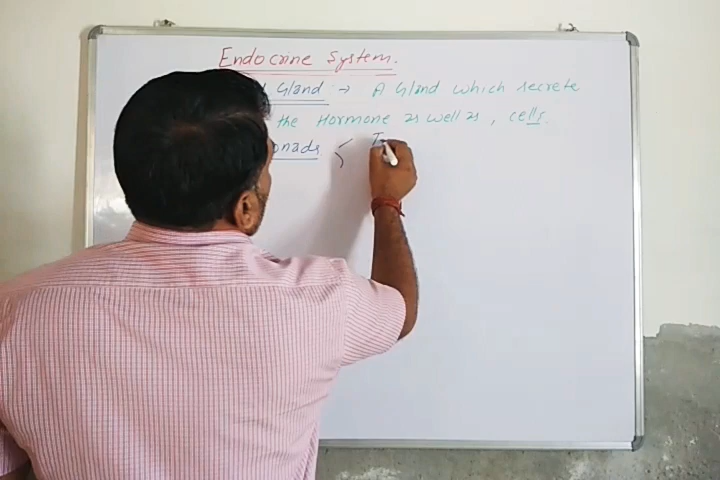 Endocrine System.
Gland → A Gland which secrete
the Hormone as well as, cells.
onads <